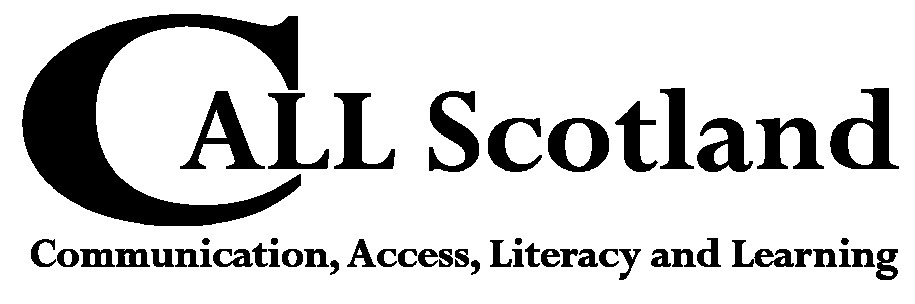 CALL Scotland
Communication, Access, Literacy and Learning